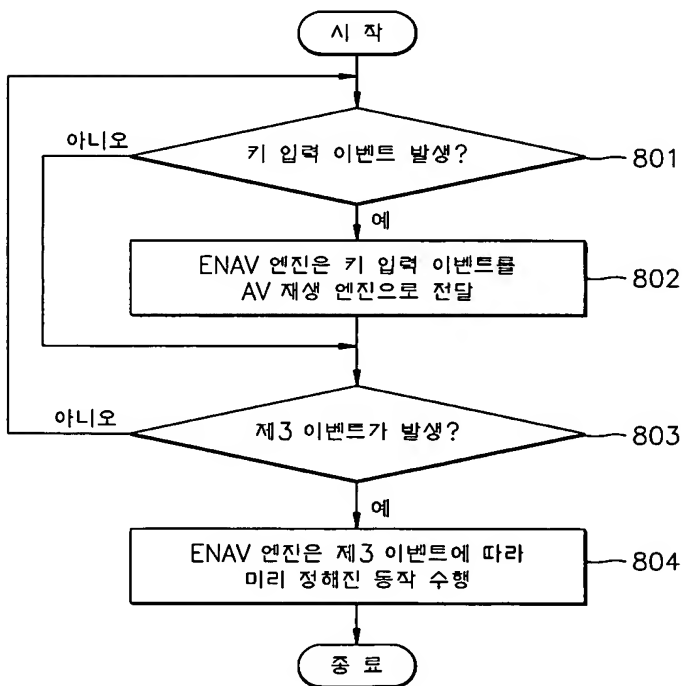 시 작
아니오
키 입력 이벤트 발생?
801
예
ENAV 엔진은 키 입력 이벤트를
AV 재생 엔진으로 전달
802
아니오
제3 이벤트가 발생?
803
예
ENAV 엔진은 제3 이벤트에 따라
미리 정해진 동작 수행
804
종 료